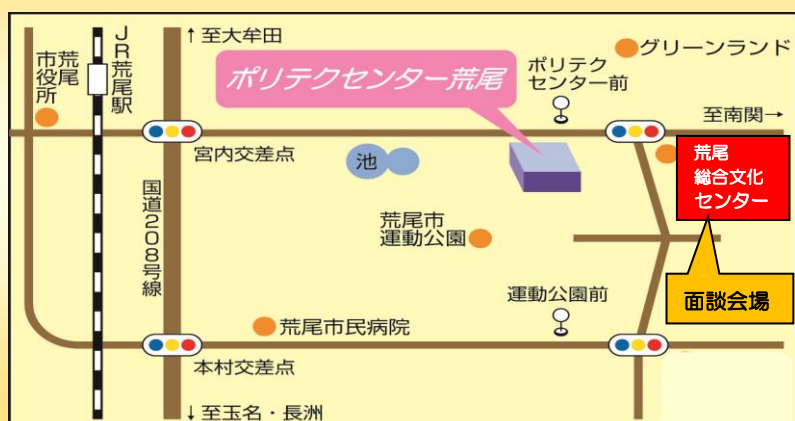 ↑至大牟田
JR荒尾駅
荒尾
市役所
グリーンランド
ポリテク
センター前
ポリテクセンター荒尾
至南関→
宮内交差点
池
荒尾
総合文化
センター
国道208号線
荒尾市
運動公園
面談会場
運動公園前
荒尾市民病院
本村交差点
↓至玉名・長洲